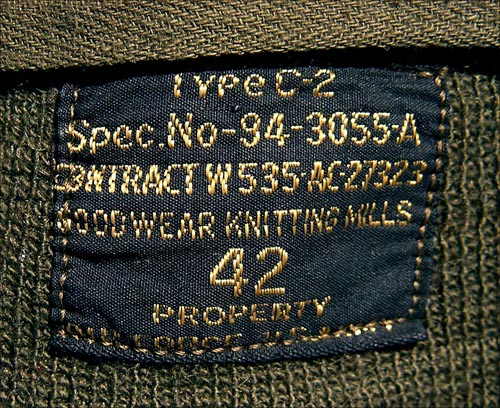 Type C-2
Spec.No-94-3055-A
CONTRACT W 535-AC-27323
GOODWEAR KNITTING MILLS
42
PROPERTY